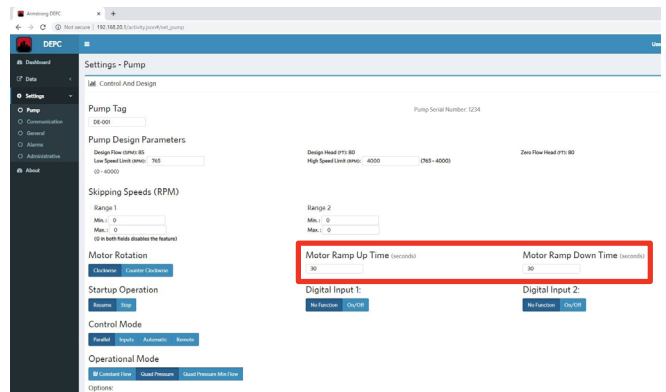 Armstrong DEPC
Not secure | 192.168.20.1/activity.json#/set_pump
DEPC
User
Dashboard
Data
Settings
Pump
Communication
General
Alarms
Administrative
About
Settings - Pump
Control And Design
Pump Tag
Pump Serial Number: 1234
DE-001
Pump Design Parameters
Design Flow (GPM): 85 Design Head (FT): 80 Zero Flow Head (FT): 80
Low Speed Limit (RPM): 765 High Speed Limit (RPM): 4000 (765 - 4000)
(0 - 4000)
Skipping Speeds (RPM)
Range 1 Range 2
Min. : 0 Min. : 0
Max. : 0 Max. : 0
(0 in both fields disables the feature)
Motor Rotation Motor Ramp Up Time (seconds) Motor Ramp Down Time (seconds)
Clockwise Counter Clockwise 30 30
Startup Operation Digital Input 1: Digital Input 2:
Resume Stop No Function On/Off No Function On/Off
Control Mode
Parallel Inputs Automatic Remote
Operational Mode
Constant Flow Quad Pressure Quad Pressure Min Flow
Options: